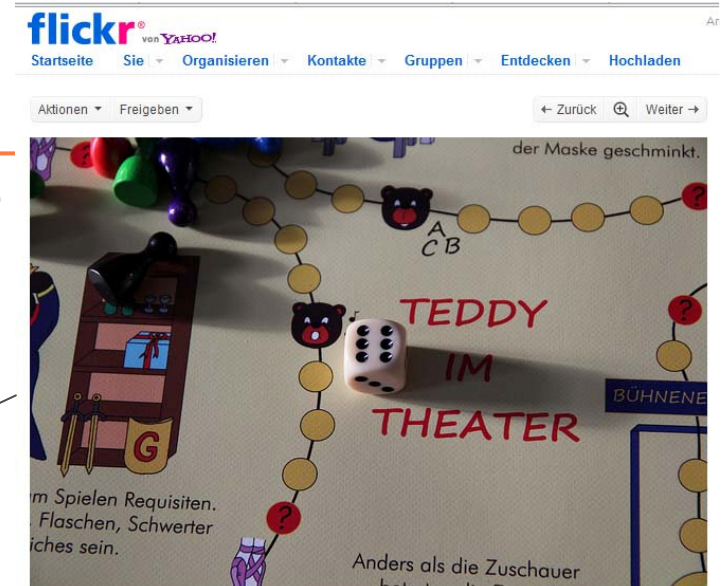 flickr® von YAHOO!
Startseite Sie Organisieren Kontakte Gruppen Entdecken Hochladen
Aktionen Freigeben ← Zurück Weiter →
der Maske geschminkt.
?
?
A
C B
TEDDY
?
IM
BÜHNENE
THEATER
G
m Spielen Requisiten.
Flaschen, Schwerter
?
iches sein.
Anders als die Zuschauer